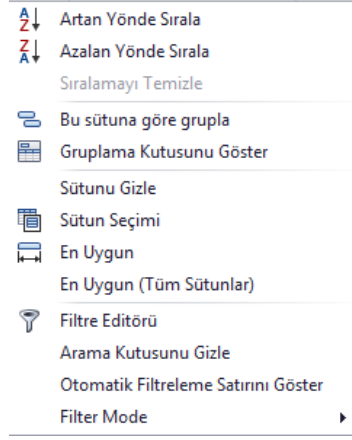 Artan Yönde Sırala
Azalan Yönde Sırala
Sıralamayı Temizle
Bu sütuna göre grupla
Gruplama Kutusunu Göster
Sütunu Gizle
Sütun Seçimi
En Uygun
En Uygun (Tüm Sütunlar)
Filtre Editörü
Arama Kutusunu Gizle
Otomatik Filtreleme Satırını Göster
Filter Mode